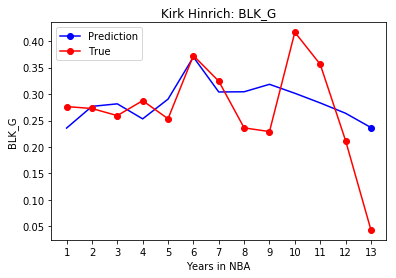 Kirk Hinrich: BLK_G
Prediction
True
BLK_G
0.40
0.35
0.30
0.25
0.20
0.15
0.10
0.05
1 2 3 4 5 6 7 8 9 10 11 12 13
Years in NBA